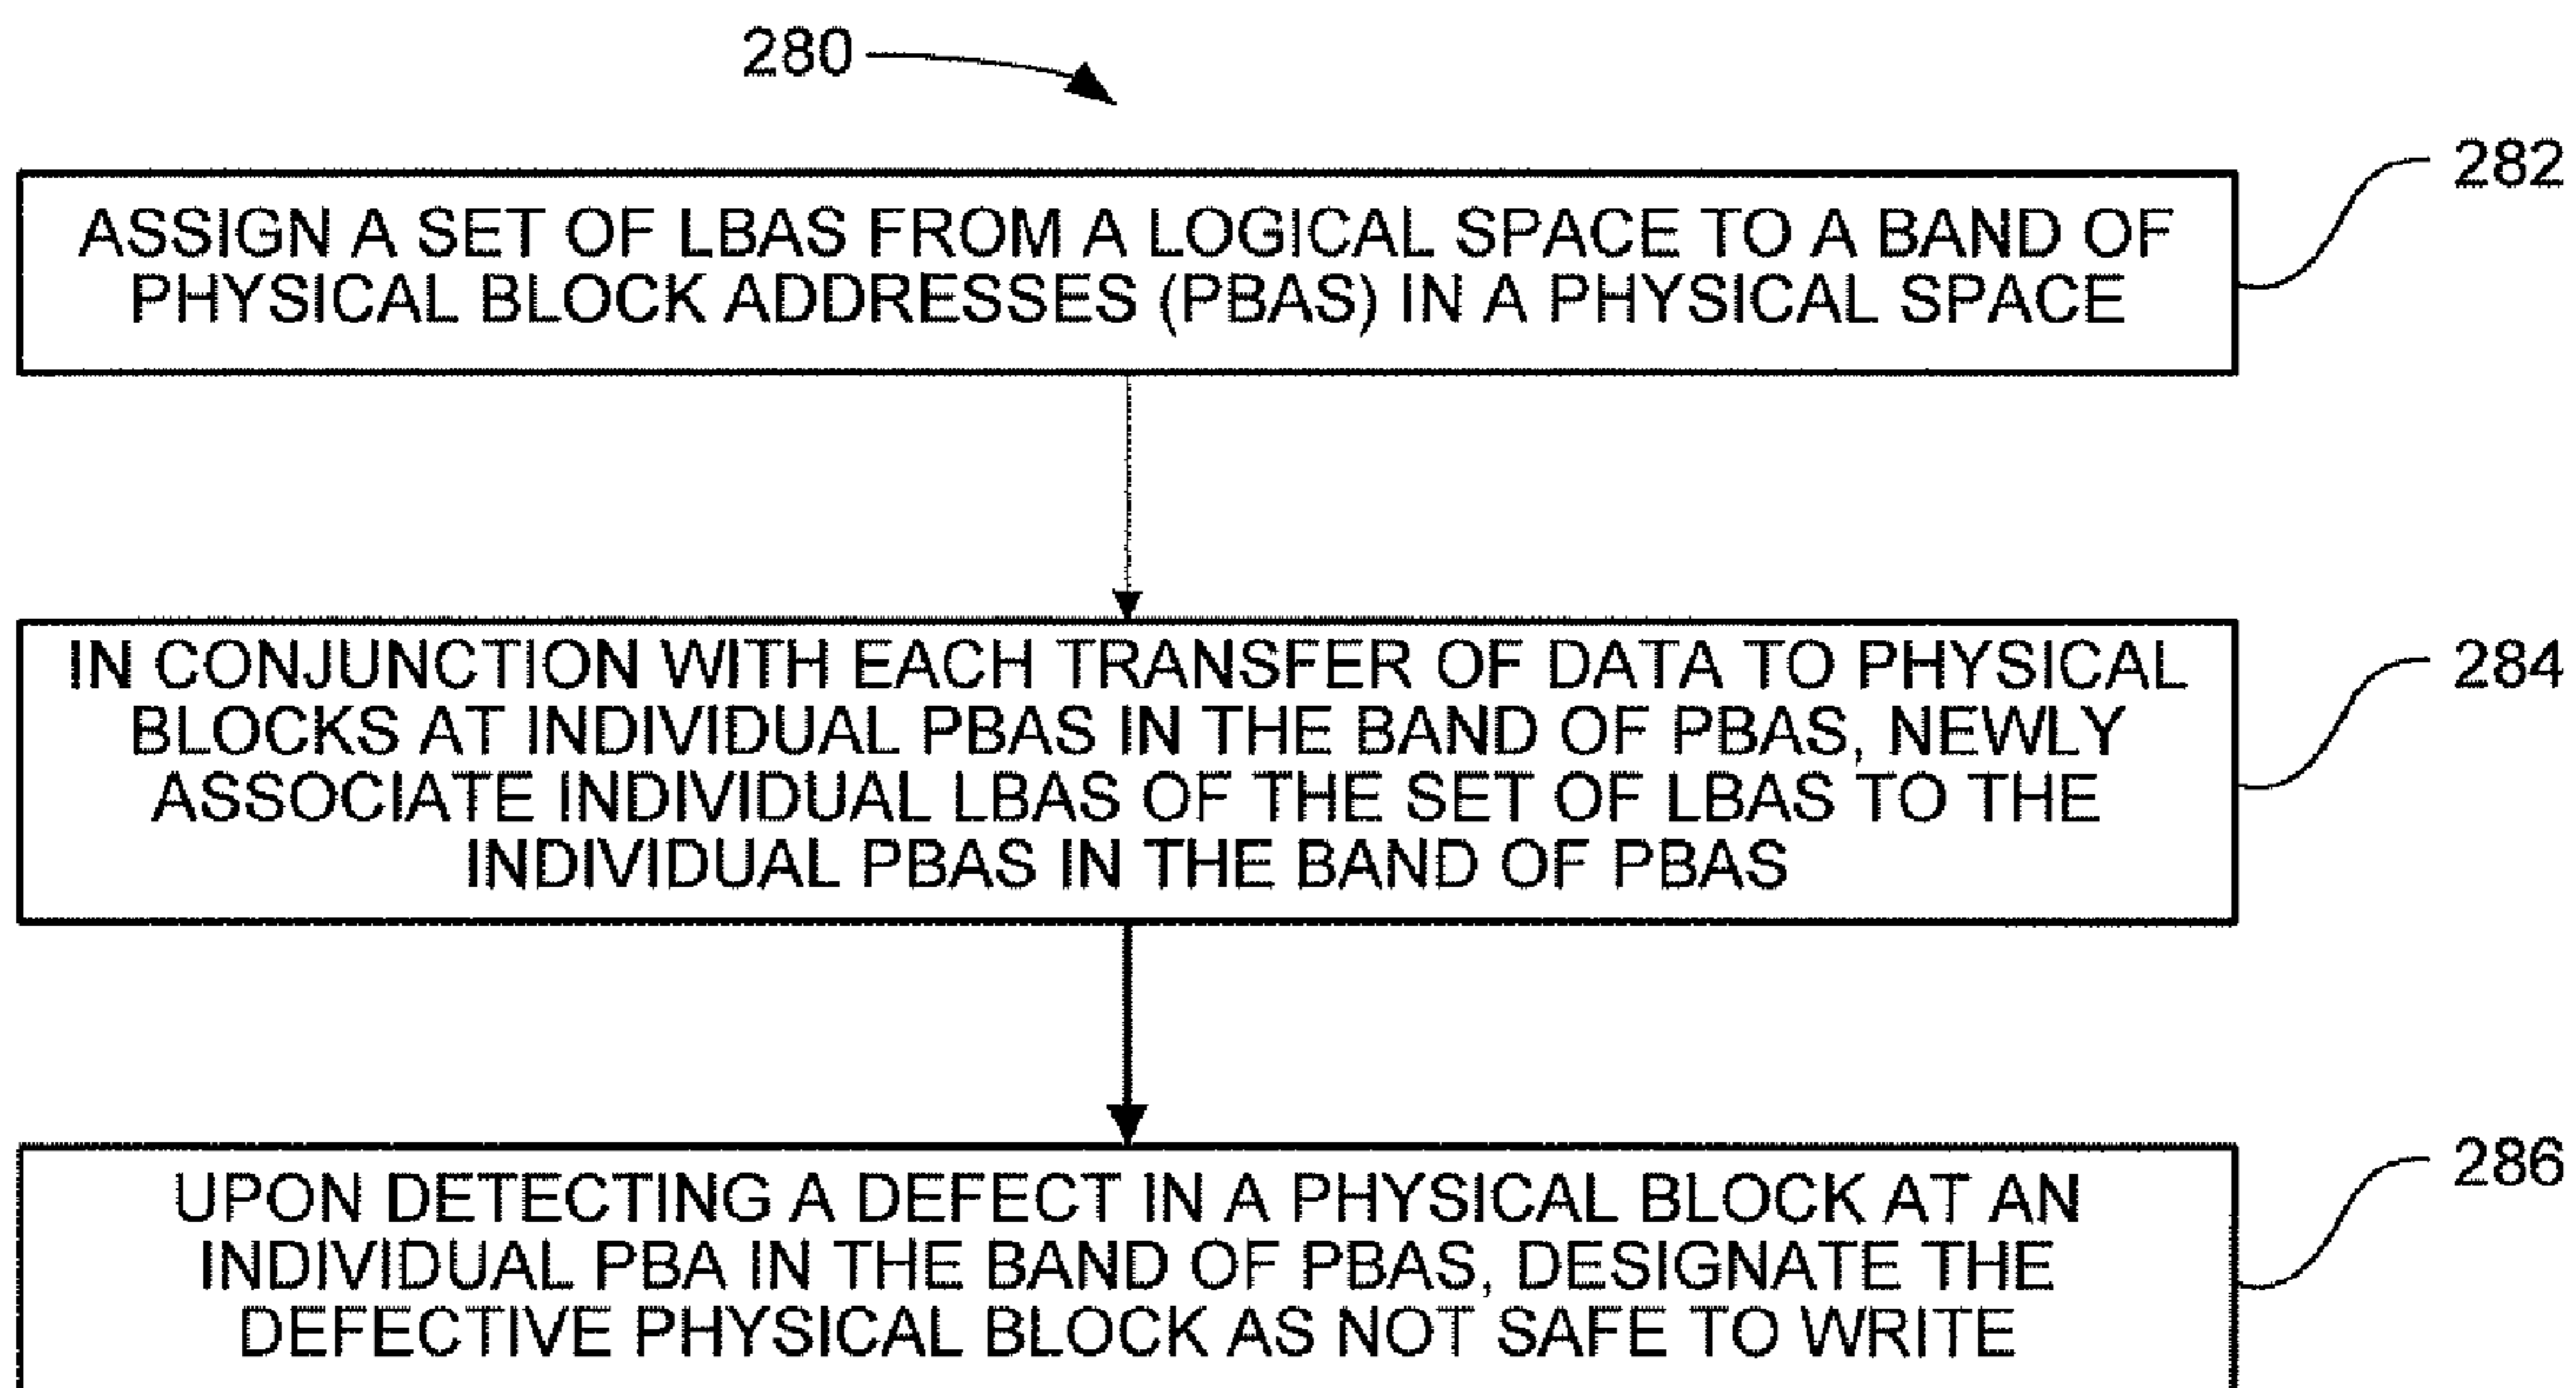 280
282
ASSIGN A SET OF LBAS FROM A LOGICAL SPACE TO A BAND OF
PHYSICAL BLOCK ADDRESSES (PBAS) IN A PHYSICAL SPACE
284
IN CONJUNCTION WITH EACH TRANSFER OF DATA TO PHYSICAL
BLOCKS AT INDIVIDUAL PBAS IN THE BAND OF PBAS, NEWLY
ASSOCIATE INDIVIDUAL LBAS OF THE SET OF LBAS TO THE
INDIVIDUAL PBAS IN THE BAND OF PBAS
286
UPON DETECTING A DEFECT IN A PHYSICAL BLOCK AT AN
INDIVIDUAL PBA IN THE BAND OF PBAS, DESIGNATE THE
DEFECTIVE PHYSICAL BLOCK AS NOT SAFE TO WRITE